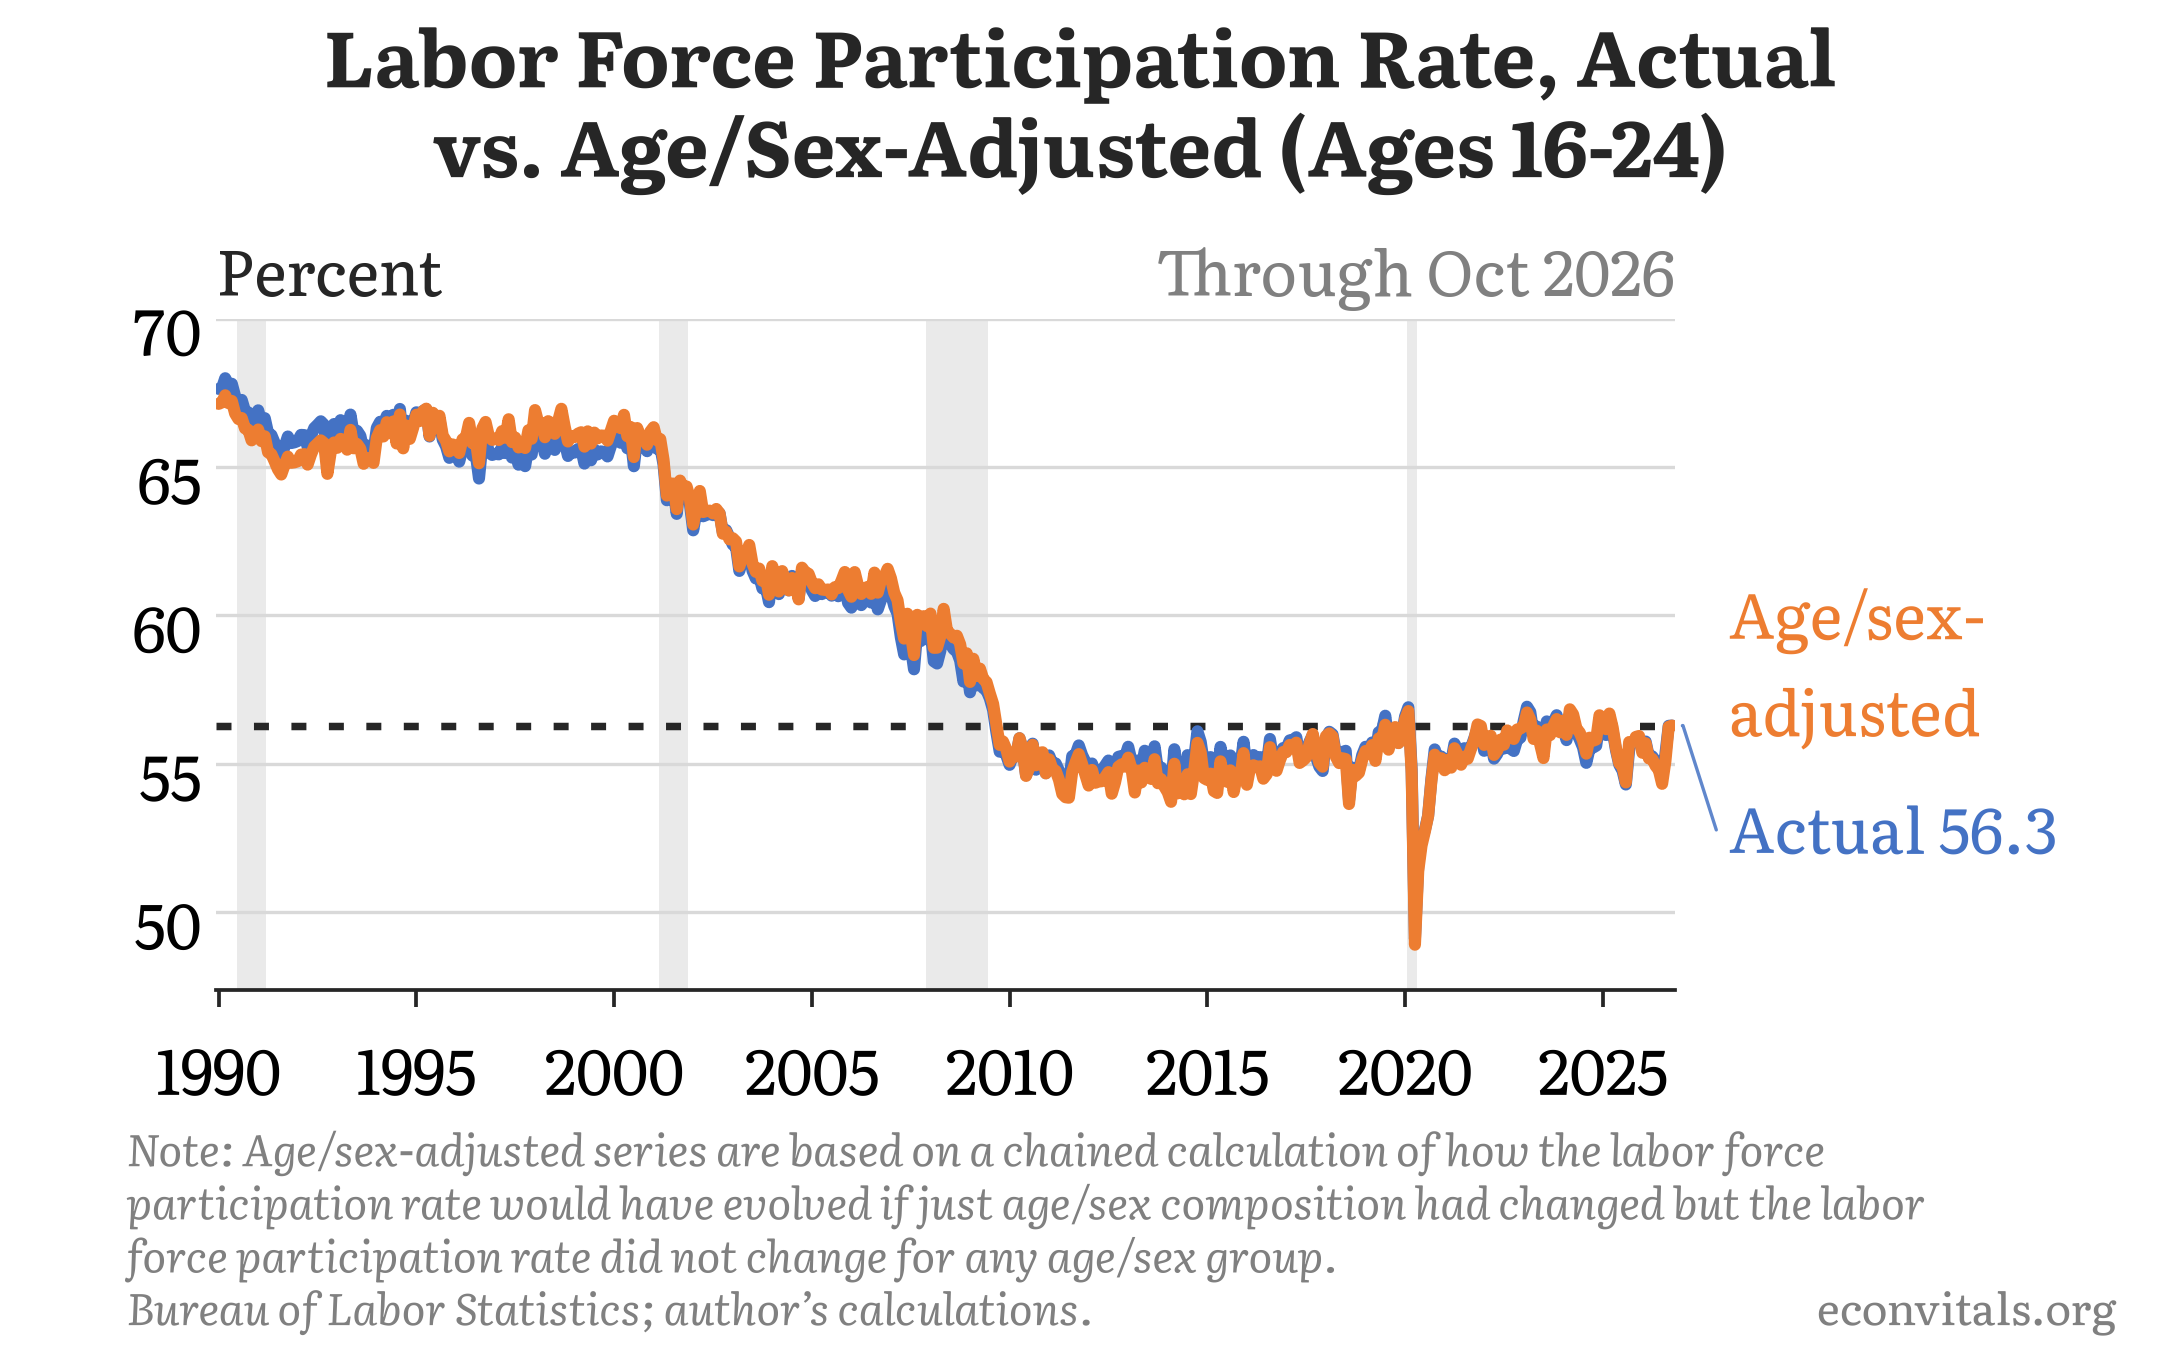 Labor Force Participation Rate, Actual
vs. Age/Sex-Adjusted (Ages 16-24)
Percent
Through Oct 2026
70
65
60
55
50
Age/sex-
adjusted
Actual 56.3
1990 1995 2000 2005 2010 2015 2020 2025
Note: Age/sex-adjusted series are based on a chained calculation of how the labor force
participation rate would have evolved if just age/sex composition had changed but the labor
force participation rate did not change for any age/sex group.
Bureau of Labor Statistics; author's calculations.
econvitals.org